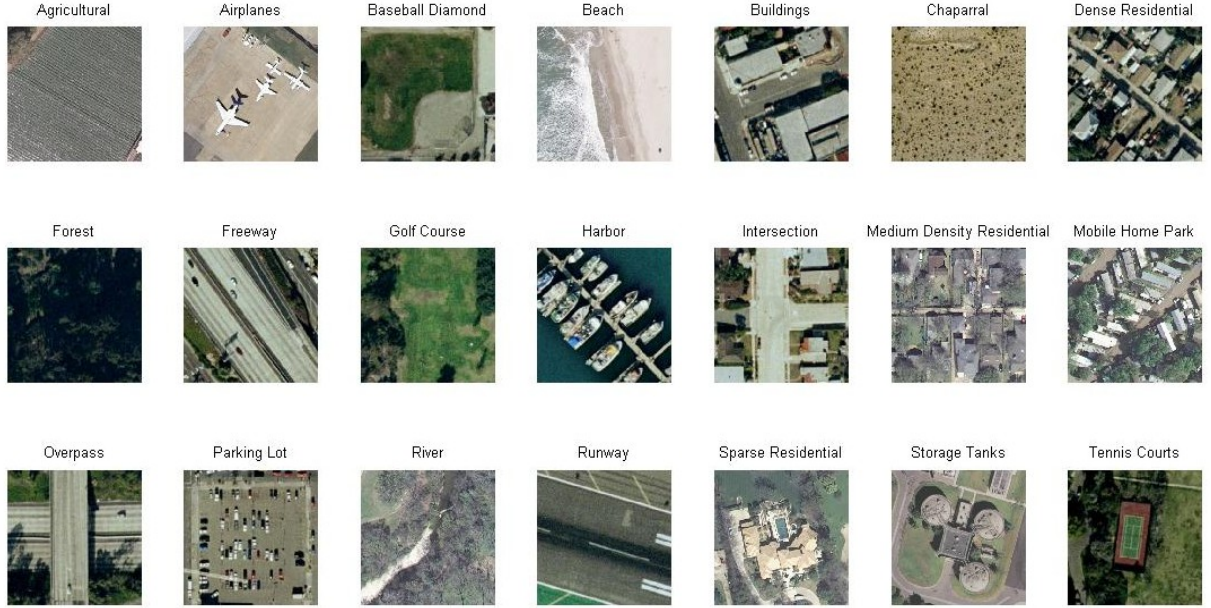 Agricultural
Airplanes
Baseball Diamond
Beach
Buildings
Chaparral
Dense Residential
Forest
Freeway
Golf Course
Harbor
Intersection
Medium Density Residential
Mobile Home Park
Overpass
Parking Lot
River
Runway
Sparse Residential
Storage Tanks
Tennis Courts